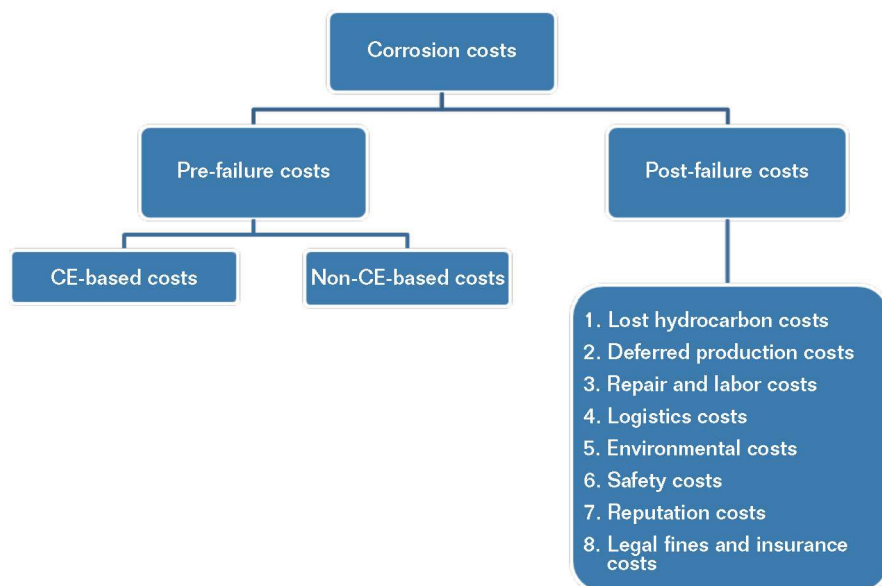 Corrosion costs
Pre-failure costs
Post-failure costs
CE-based costs
Non-CE-based costs
1. Lost hydrocarbon costs
2. Deferred production costs
3. Repair and labor costs
4. Logistics costs
5. Environmental costs
6. Safety costs
7. Reputation costs
8. Legal fines and insurance
costs